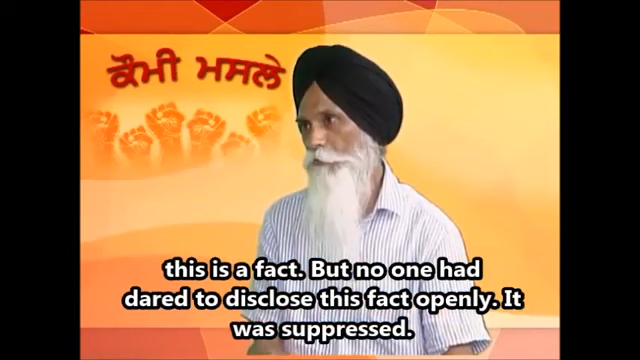 ਕੌਮੀ ਮਸਲੇ
this is a fact. But no one had
dared to disclose this fact openly. It
was suppressed.